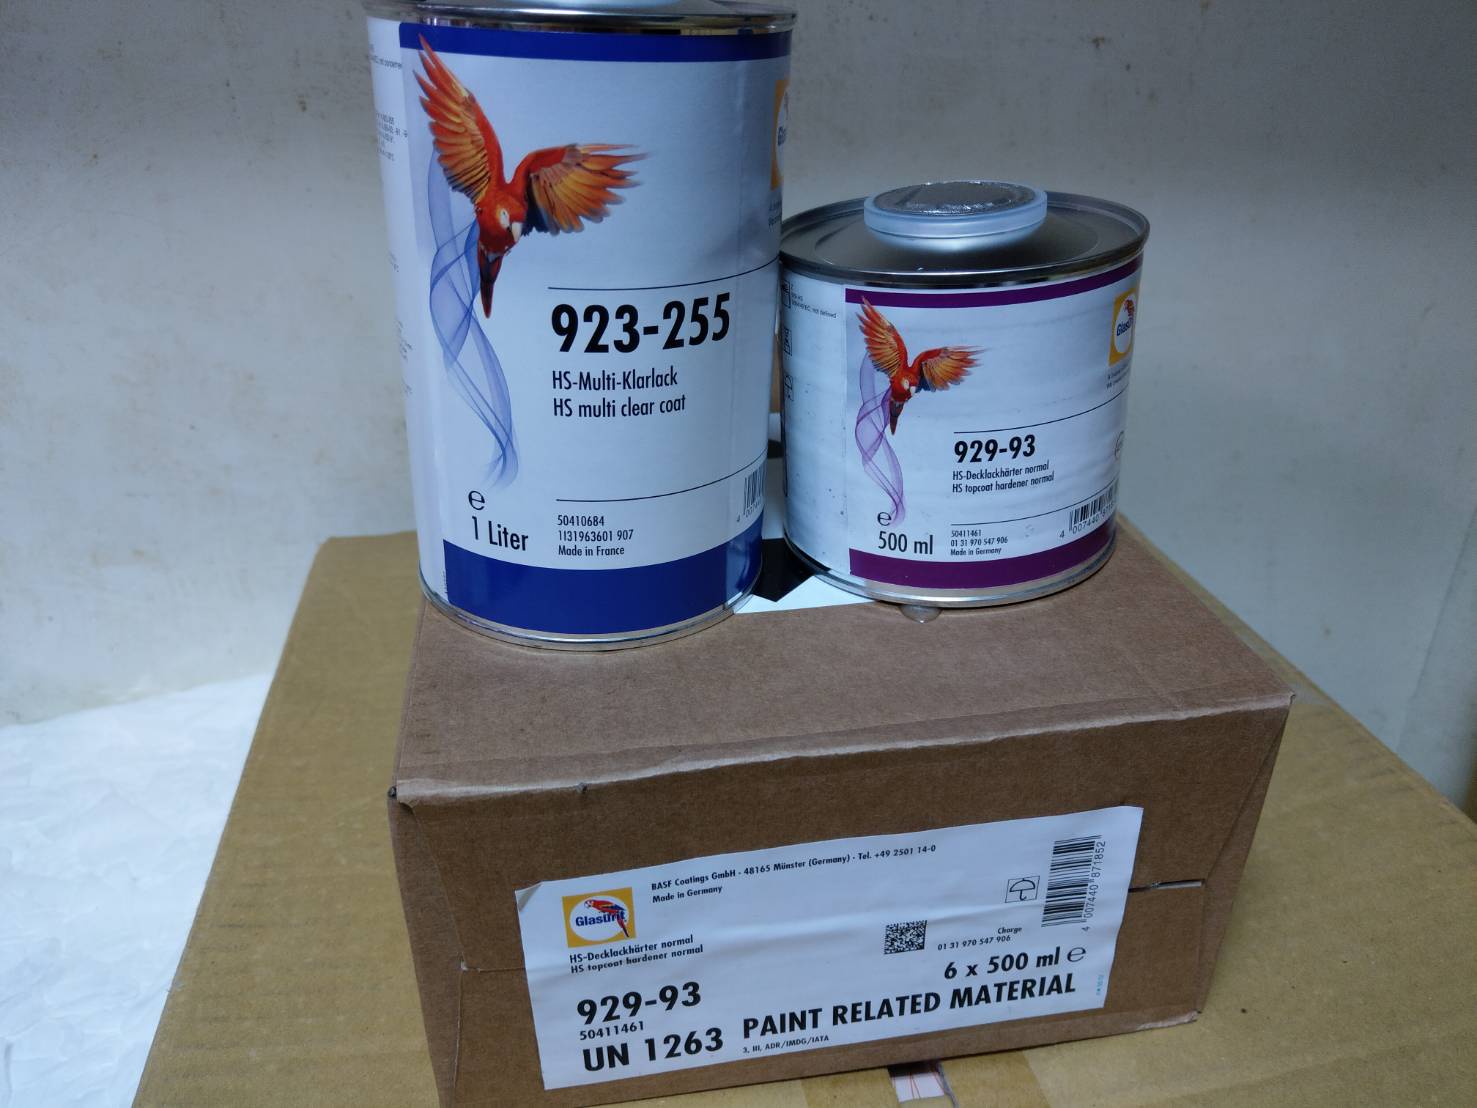 923-255
HS-Multi-Klarlack
HS multi clear coat
e
1 Liter
50410684
1131963601 907
Made in France
Glasurit
929-93
HS-Decklackhärter normal
HS topcoat hardener normal
e
500 ml
50411461
01 31 970 547 906
Made in Germany
BASF Coatings GmbH - 48165 Münster (Germany) - Tel. +49 2501 14-0
Made in Germany
Glasurit
HS-Decklackhärter normal
HS topcoat hardener normal
929-93
50411461
UN 1263 PAINT RELATED MATERIAL
3, III, ADR/IMDG/IATA
Charge
01 31 970 547 906
6 x 500 ml e
4 007440 871852